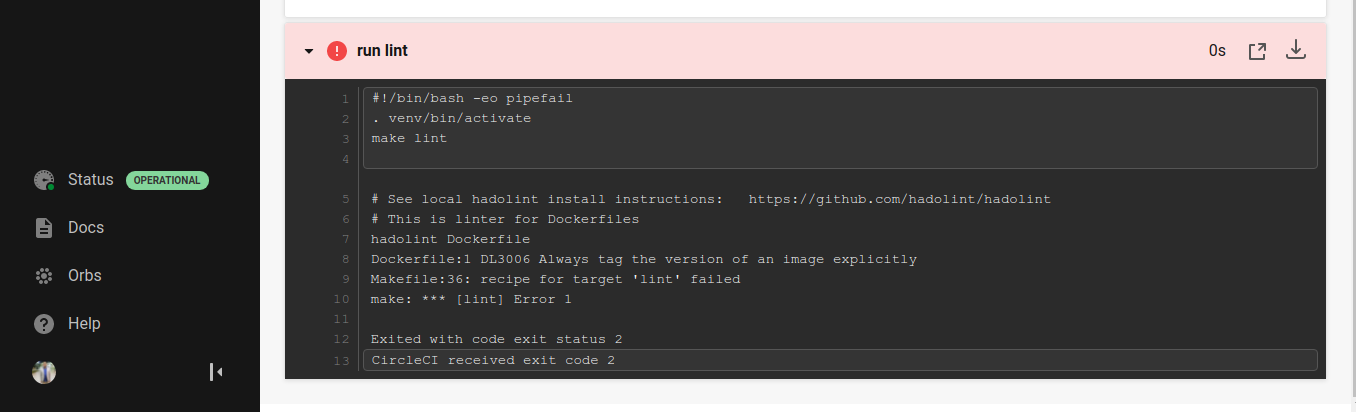 run lint
0s
1 #!/bin/bash -eo pipefail
2 . venv/bin/activate
3 make lint
4
5 # See local hadolint install instructions:   https://github.com/hadolint/hadolint
6 # This is linter for Dockerfiles
7 hadolint Dockerfile
8 Dockerfile:1 DL3006 Always tag the version of an image explicitly
9 Makefile:36: recipe for target 'lint' failed
10 make: *** [lint] Error 1
11
12 Exited with code exit status 2
13 CircleCI received exit code 2
Status OPERATIONAL
Docs
Orbs
Help